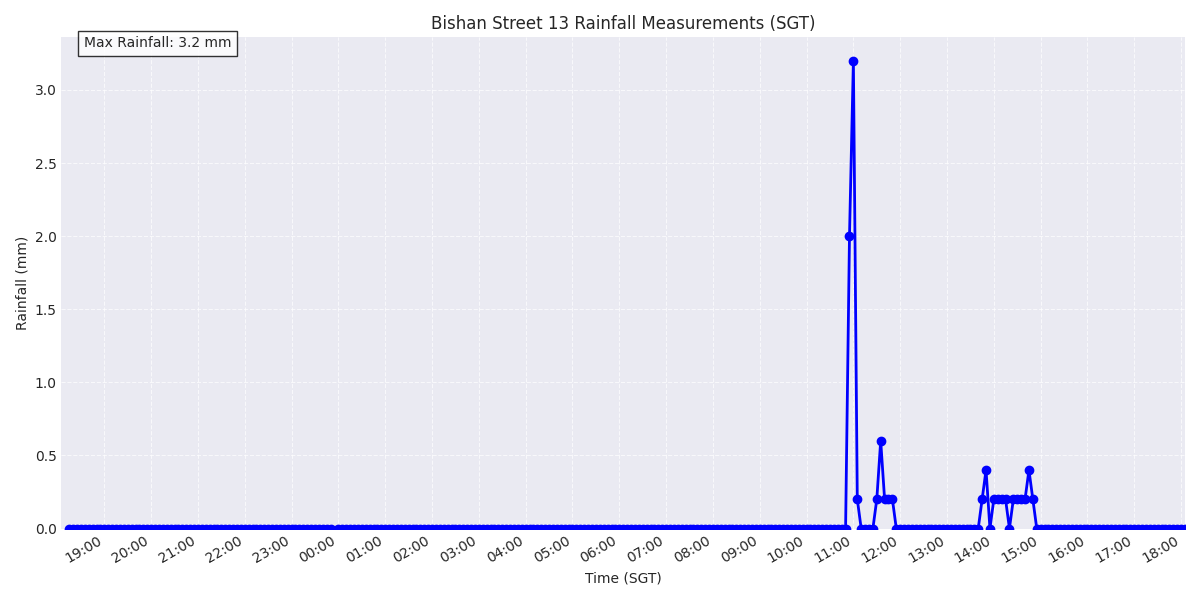 Bishan Street 13 Rainfall Measurements (SGT)
Max Rainfall: 3.2 mm
Rainfall (mm)
3.0
2.5
2.0
1.5
1.0
0.5
0.0
19:00 20:00 21:00 22:00 23:00 00:00 01:00 02:00 03:00 04:00 05:00 06:00 07:00 08:00 09:00 10:00 11:00 12:00 13:00 14:00 15:00 16:00 17:00 18:00
Time (SGT)